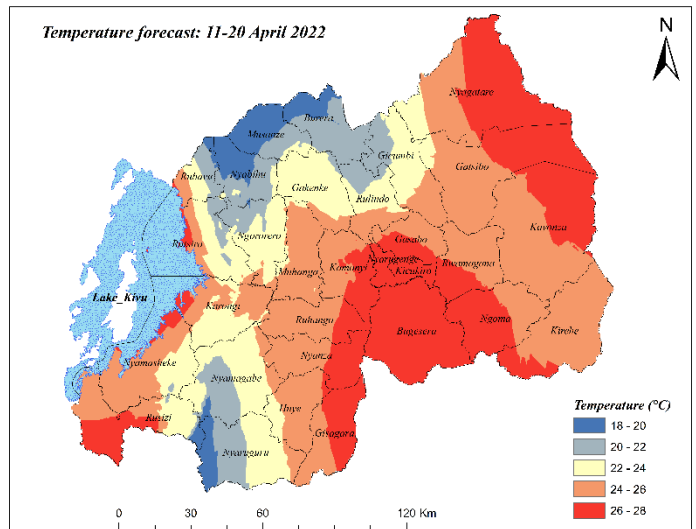 Temperature forecast: 11-20 April 2022
N
Nyagatare
Burera
Musanze
Gicumbi
Rubavu
Nyabihu
Gatsibo
Gakenke
Rulindo
Kayonza
Ngororero
Rutsiro
Gasabo
Nyarugenge
Rwamagana
Muhanga
Kamonyi
Kicukiro
Lake_Kivu
Karongi
Ruhango
Bugesera
Ngoma
Kirehe
Nyanza
Nyamasheke
Nyamagabe
Huye
Rusizi
Gisagara
Nyaruguru
Temperature (°C)
18 - 20
20 - 22
22 - 24
24 - 26
26 - 28
0 30 60 120 Km